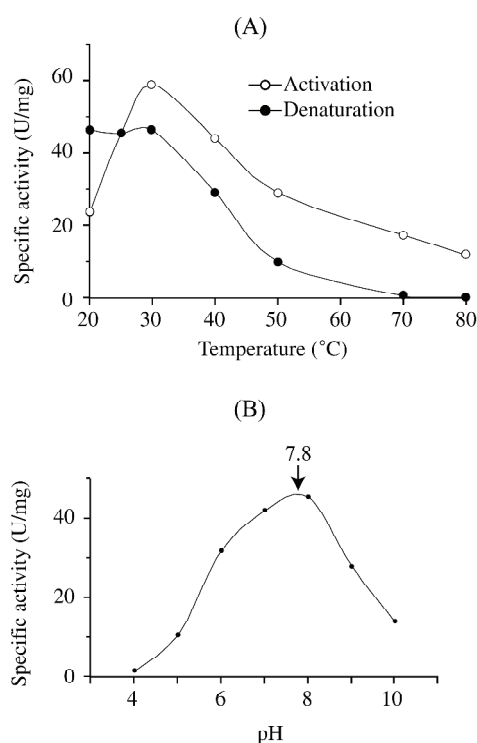 (A)
Specific activity (U/mg)
60
40
20
0
Activation
Denaturation
20 30 40 50 60 70 80
Temperature (°C)
(B)
7.8
Specific activity (U/mg)
40
20
0
4 6 8 10
pH